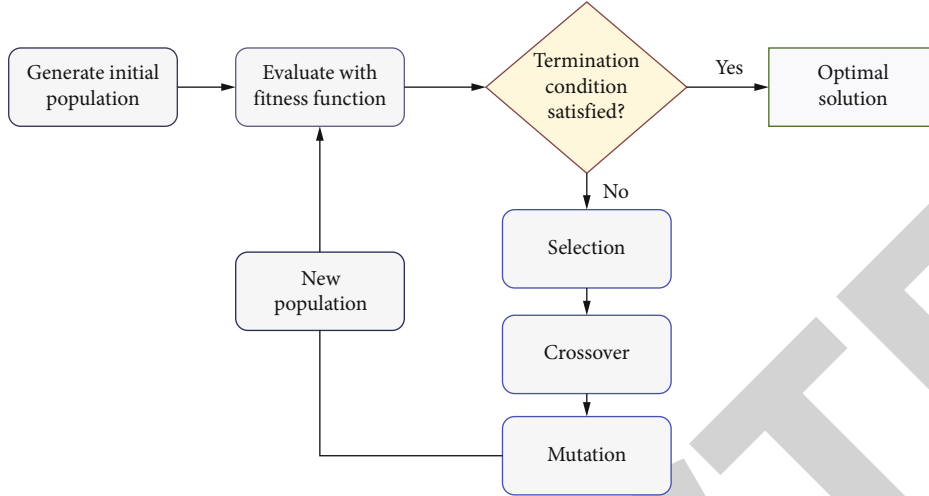 Generate initial
population
Evaluate with
fitness function
Termination
condition
satisfied?
Yes
Optimal
solution
No
Selection
New
population
Crossover
Mutation